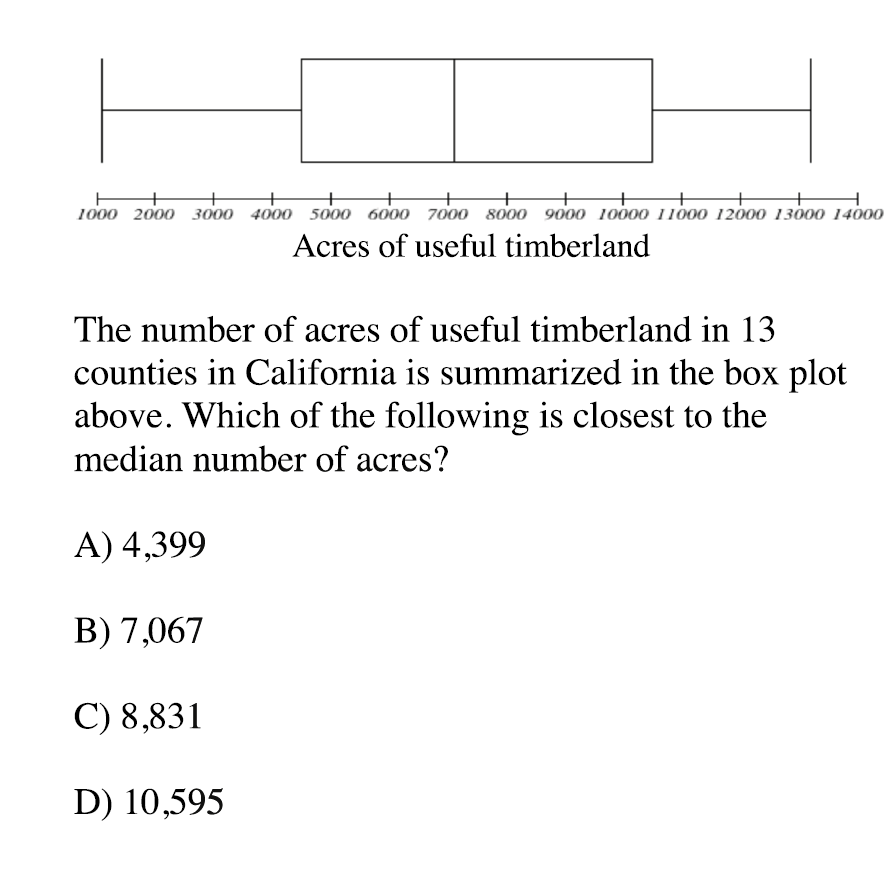 1000 2000 3000 4000 5000 6000 7000 8000 9000 10000 11000 12000 13000 14000
Acres of useful timberland
The number of acres of useful timberland in 13
counties in California is summarized in the box plot
above. Which of the following is closest to the
median number of acres?
A) 4,399
B) 7,067
C) 8,831
D) 10,595